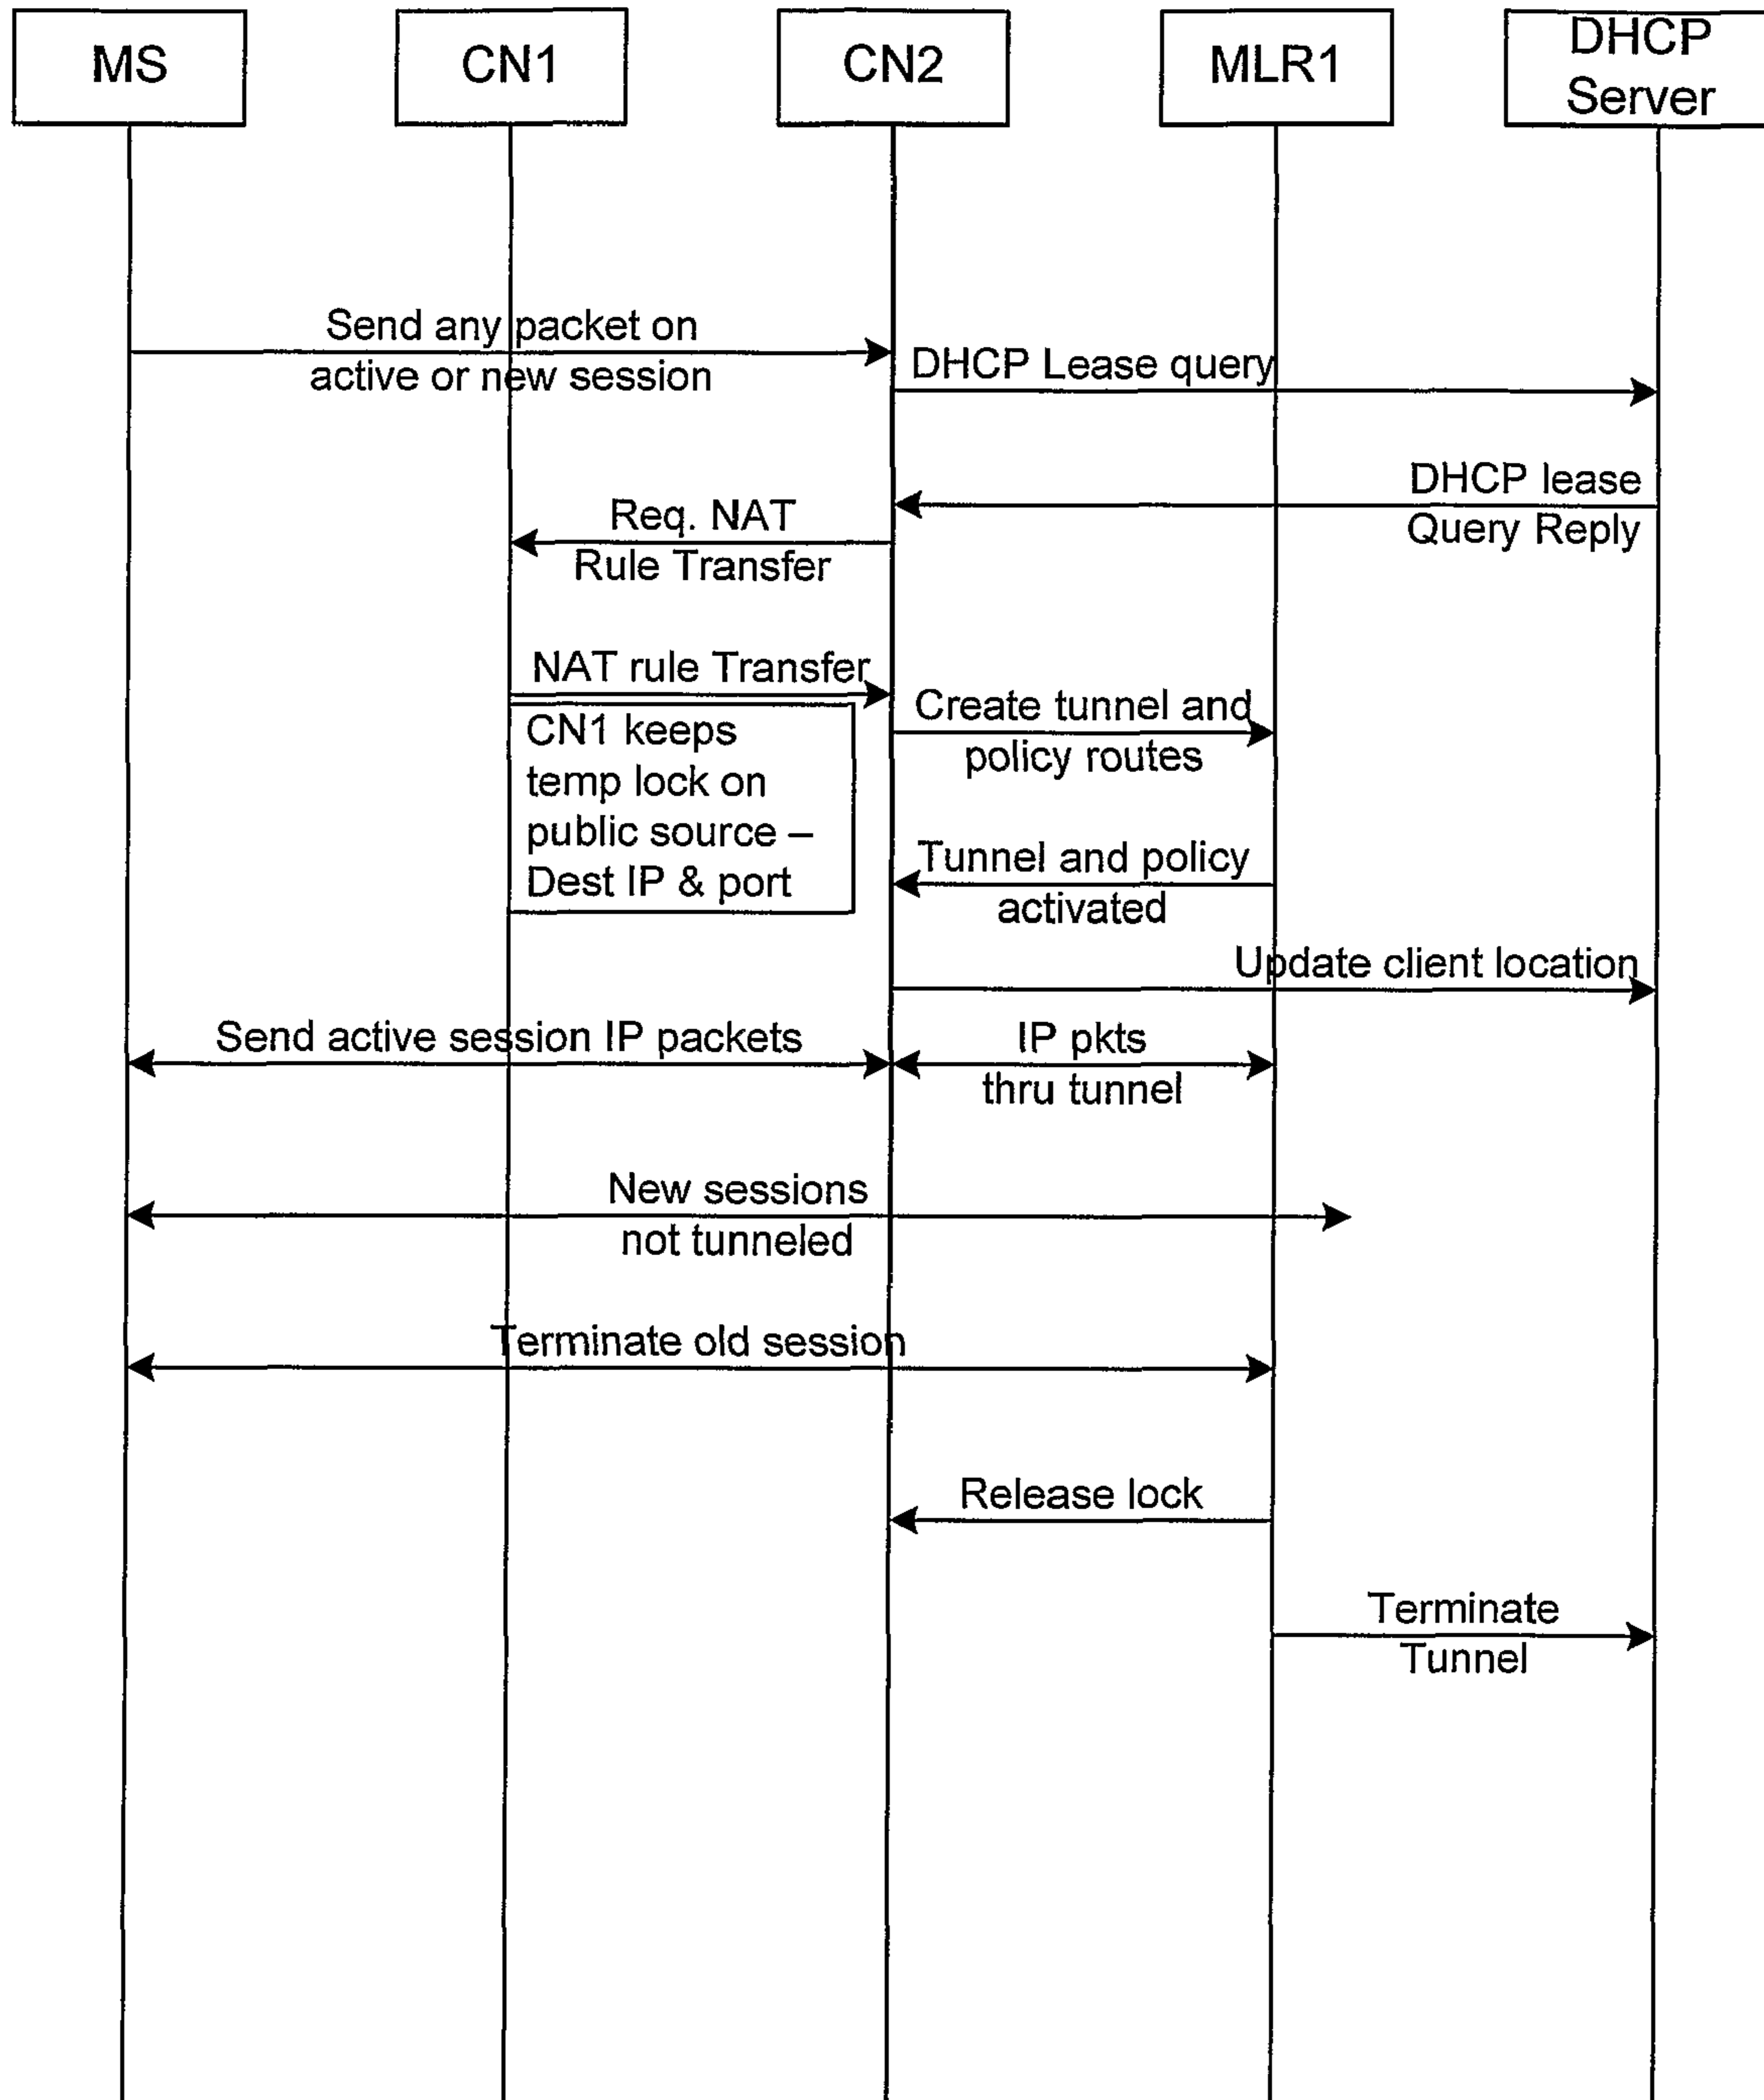 MS
CN1
CN2
MLR1
DHCP
Server
Send any packet on
active or new session
DHCP Lease query
DHCP lease
Query Reply
Req. NAT
Rule Transfer
NAT rule Transfer
CN1 keeps
temp lock on
public source –
Dest IP & port
Create tunnel and
policy routes
Tunnel and policy
activated
Update client location
Send active session IP packets
IP pkts
thru tunnel
New sessions
not tunneled
Terminate old session
Release lock
Terminate
Tunnel